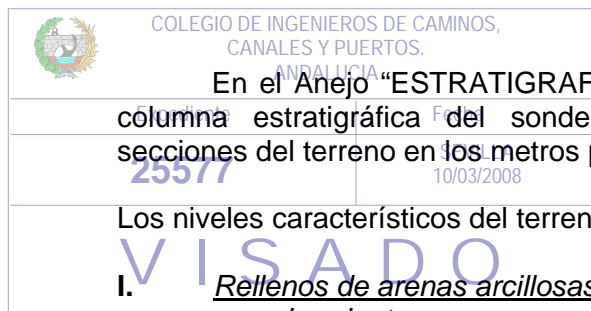 COLEGIO DE INGENIEROS DE CAMINOS,
CANALES Y PUERTOS.
ANDALUCIA
En el Anejo “ESTRATIGRAF
Expediente
Fecha
columna estratigráfica del sonde
SEVILLA
secciones del terreno en los metros p
25577
10/03/2008
Los niveles característicos del terren
VISADO
I. Rellenos de arenas arcillosas